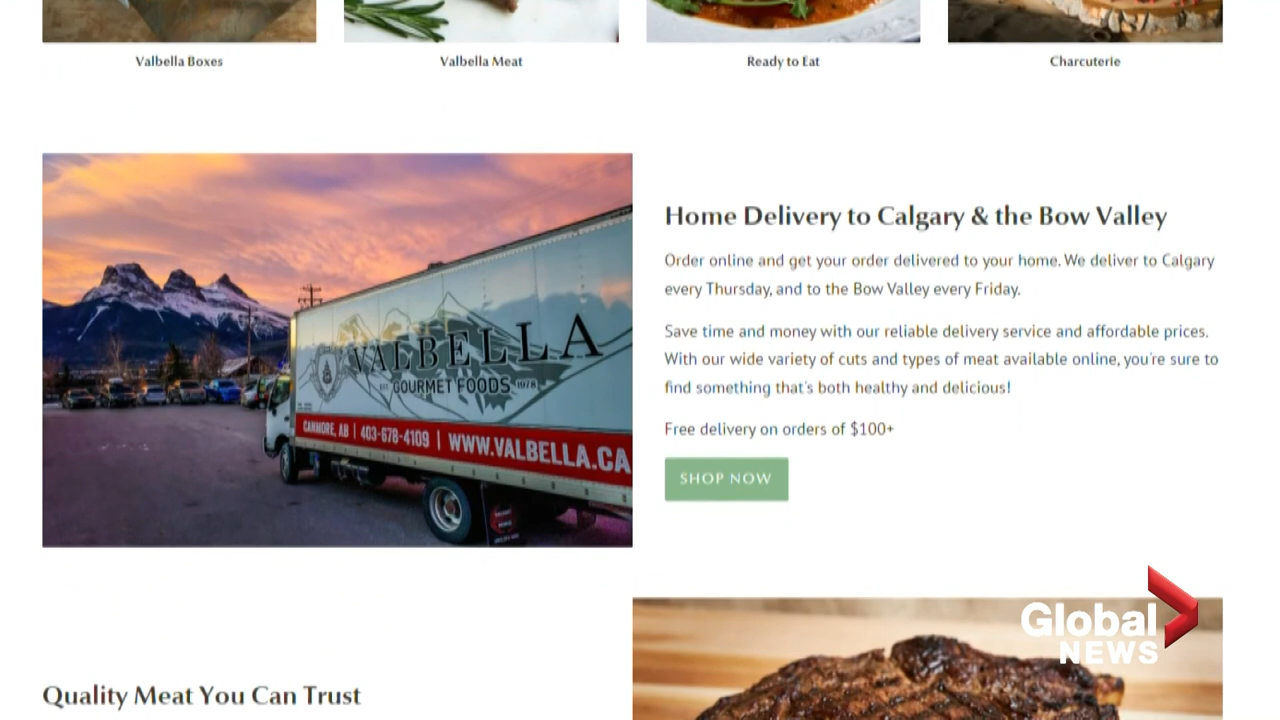 Valbella Boxes
Valbella Meat
Ready to Eat
Charcuterie
VALBELLA
EST. GOURMET FOODS 1978
CANMORE, AB | 403-678-4109 | WWW.VALBELLA.CA
Home Delivery to Calgary & the Bow Valley
Order online and get your order delivered to your home. We deliver to Calgary
every Thursday, and to the Bow Valley every Friday.
Save time and money with our reliable delivery service and affordable prices.
With our wide variety of cuts and types of meat available online, you're sure to
find something that's both healthy and delicious!
Free delivery on orders of $100+
SHOP NOW
Global
NEWS
Quality Meat You Can Trust